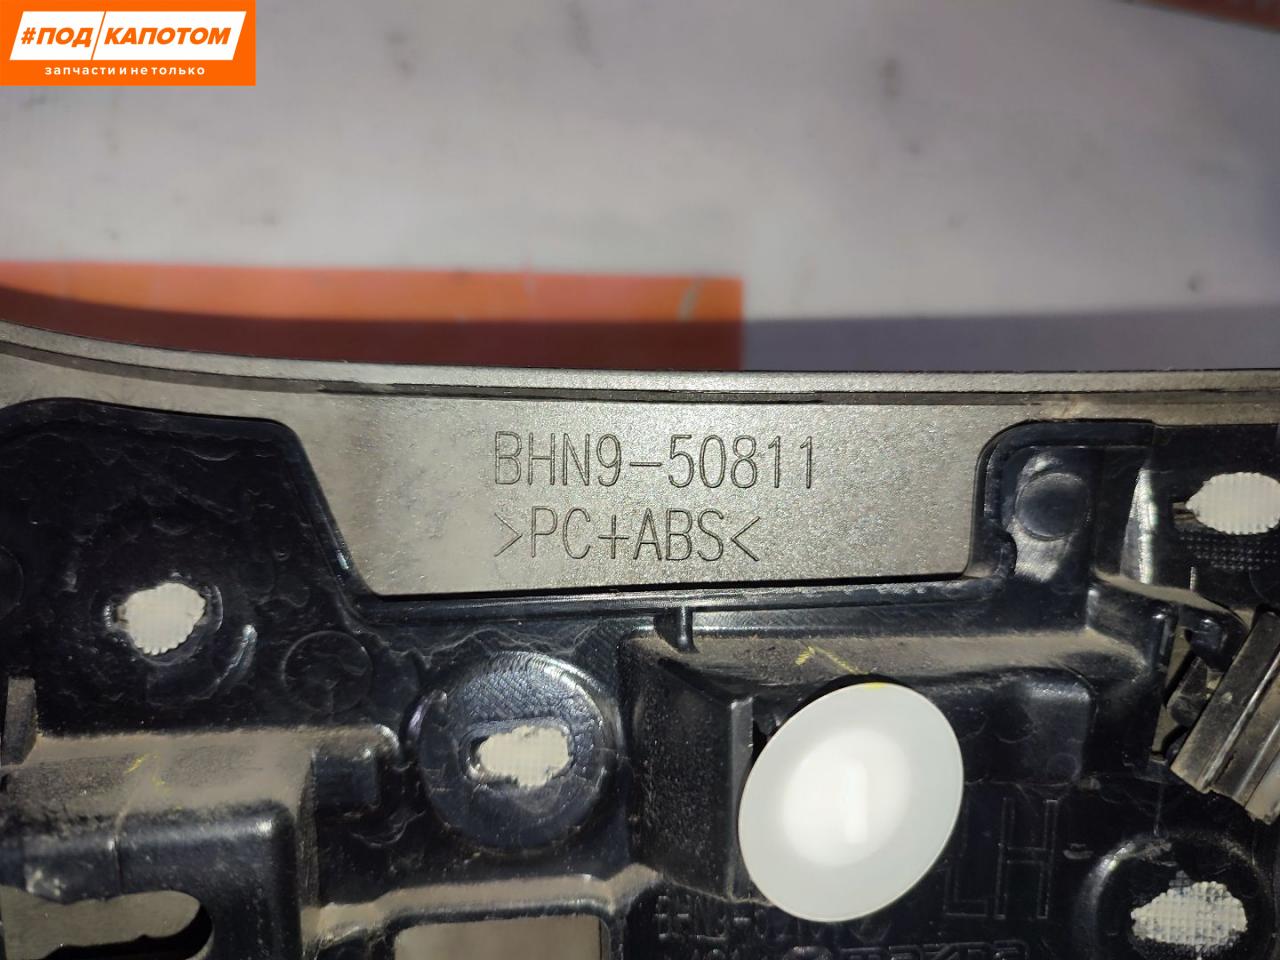 #ПОД КАПОТОМ
запчасти и не только
BHN9-50811
>PC+ABS<
LH